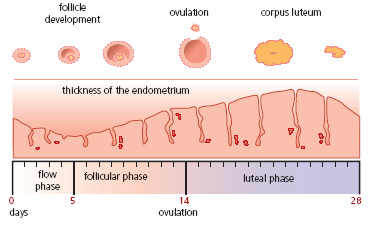 follicle
development
ovulation
corpus luteum
thickness of the endometrium
flow
phase
follicular phase
luteal phase
0
5
14
28
days
ovulation